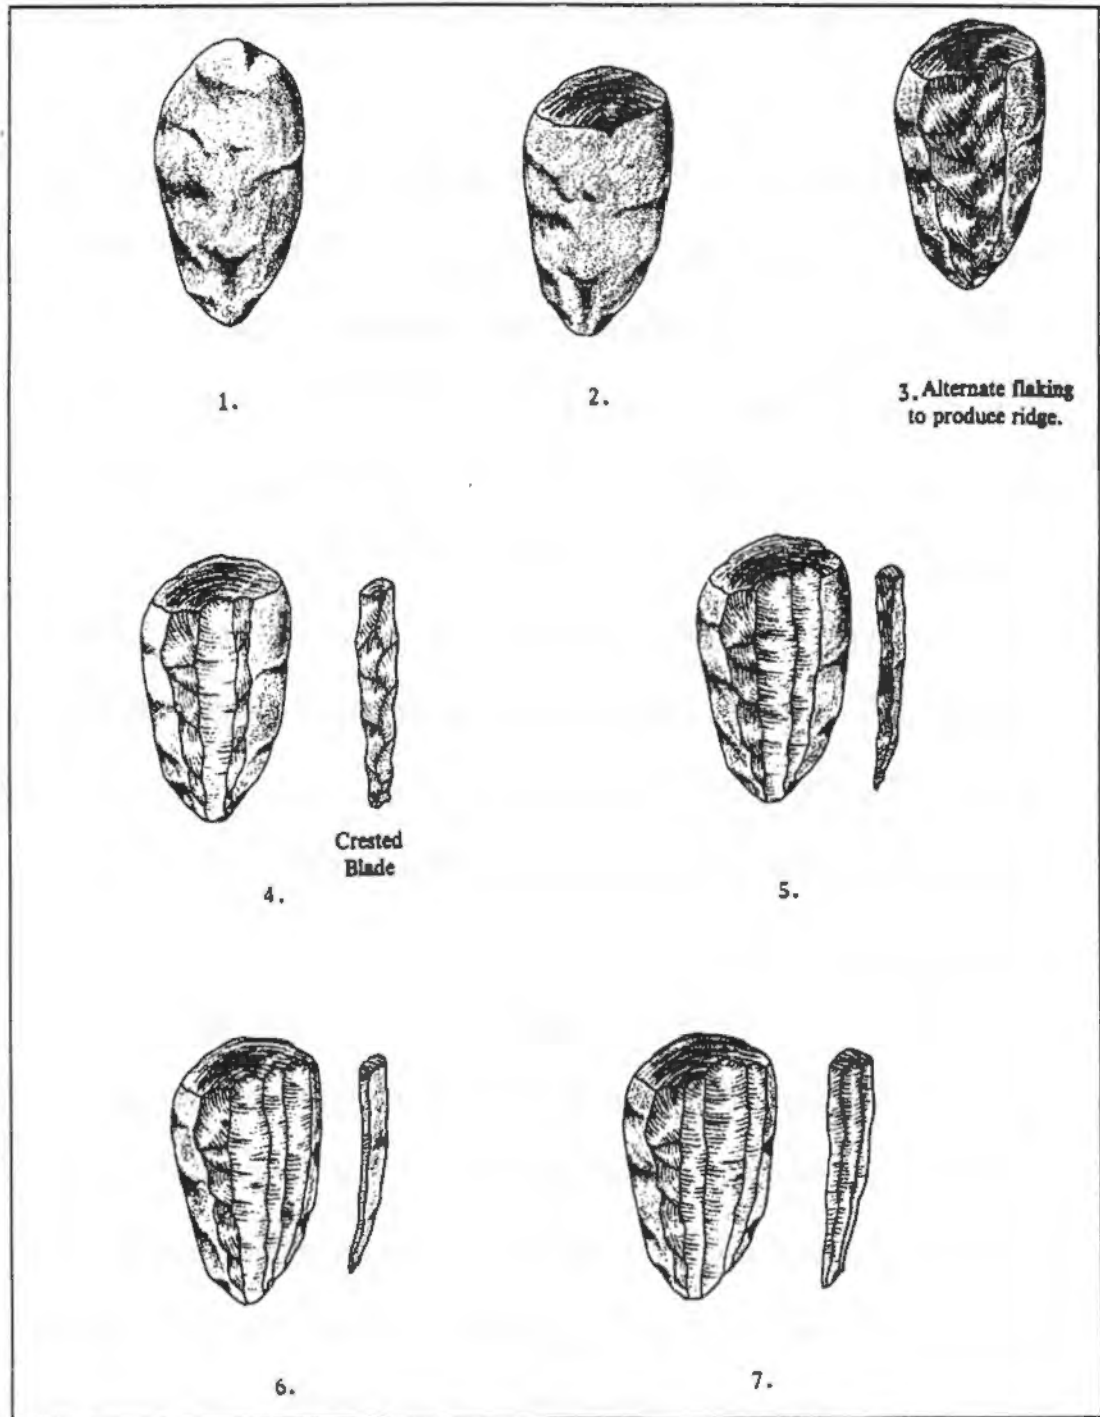 1.
2.
3. Alternate flaking
to produce ridge.
Crested
Blade
4.
5.
6.
7.